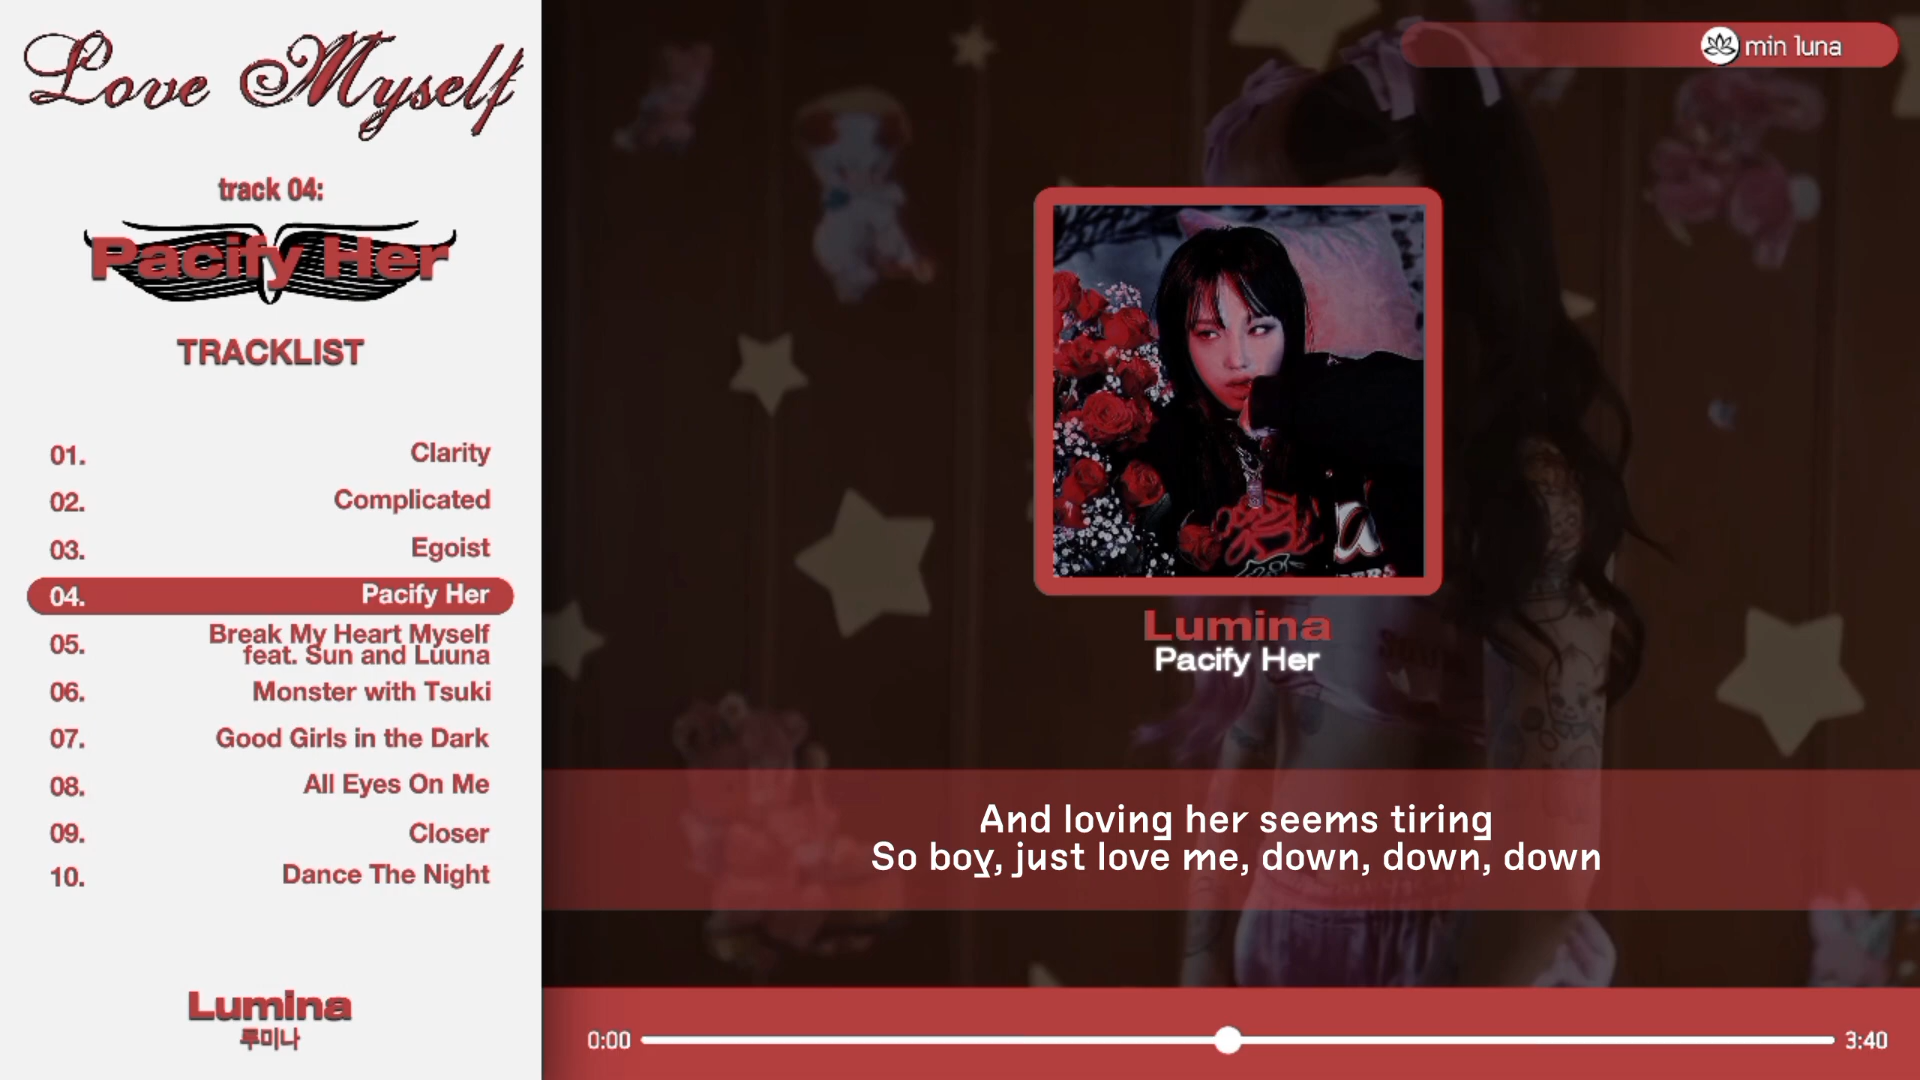 Love Myself
track 04:
Pacify Her
TRACKLIST
01. Clarity
02. Complicated
03. Egoist
04. Pacify Her
05. Break My Heart Myself
feat. Sun and Luuna
06. Monster with Tsuki
07. Good Girls in the Dark
08. All Eyes On Me
09. Closer
10. Dance The Night
Lumina
루미나
min luna
Lumina
Pacify Her
And loving her seems tiring
So boy, just love me, down, down, down
0:00
3:40